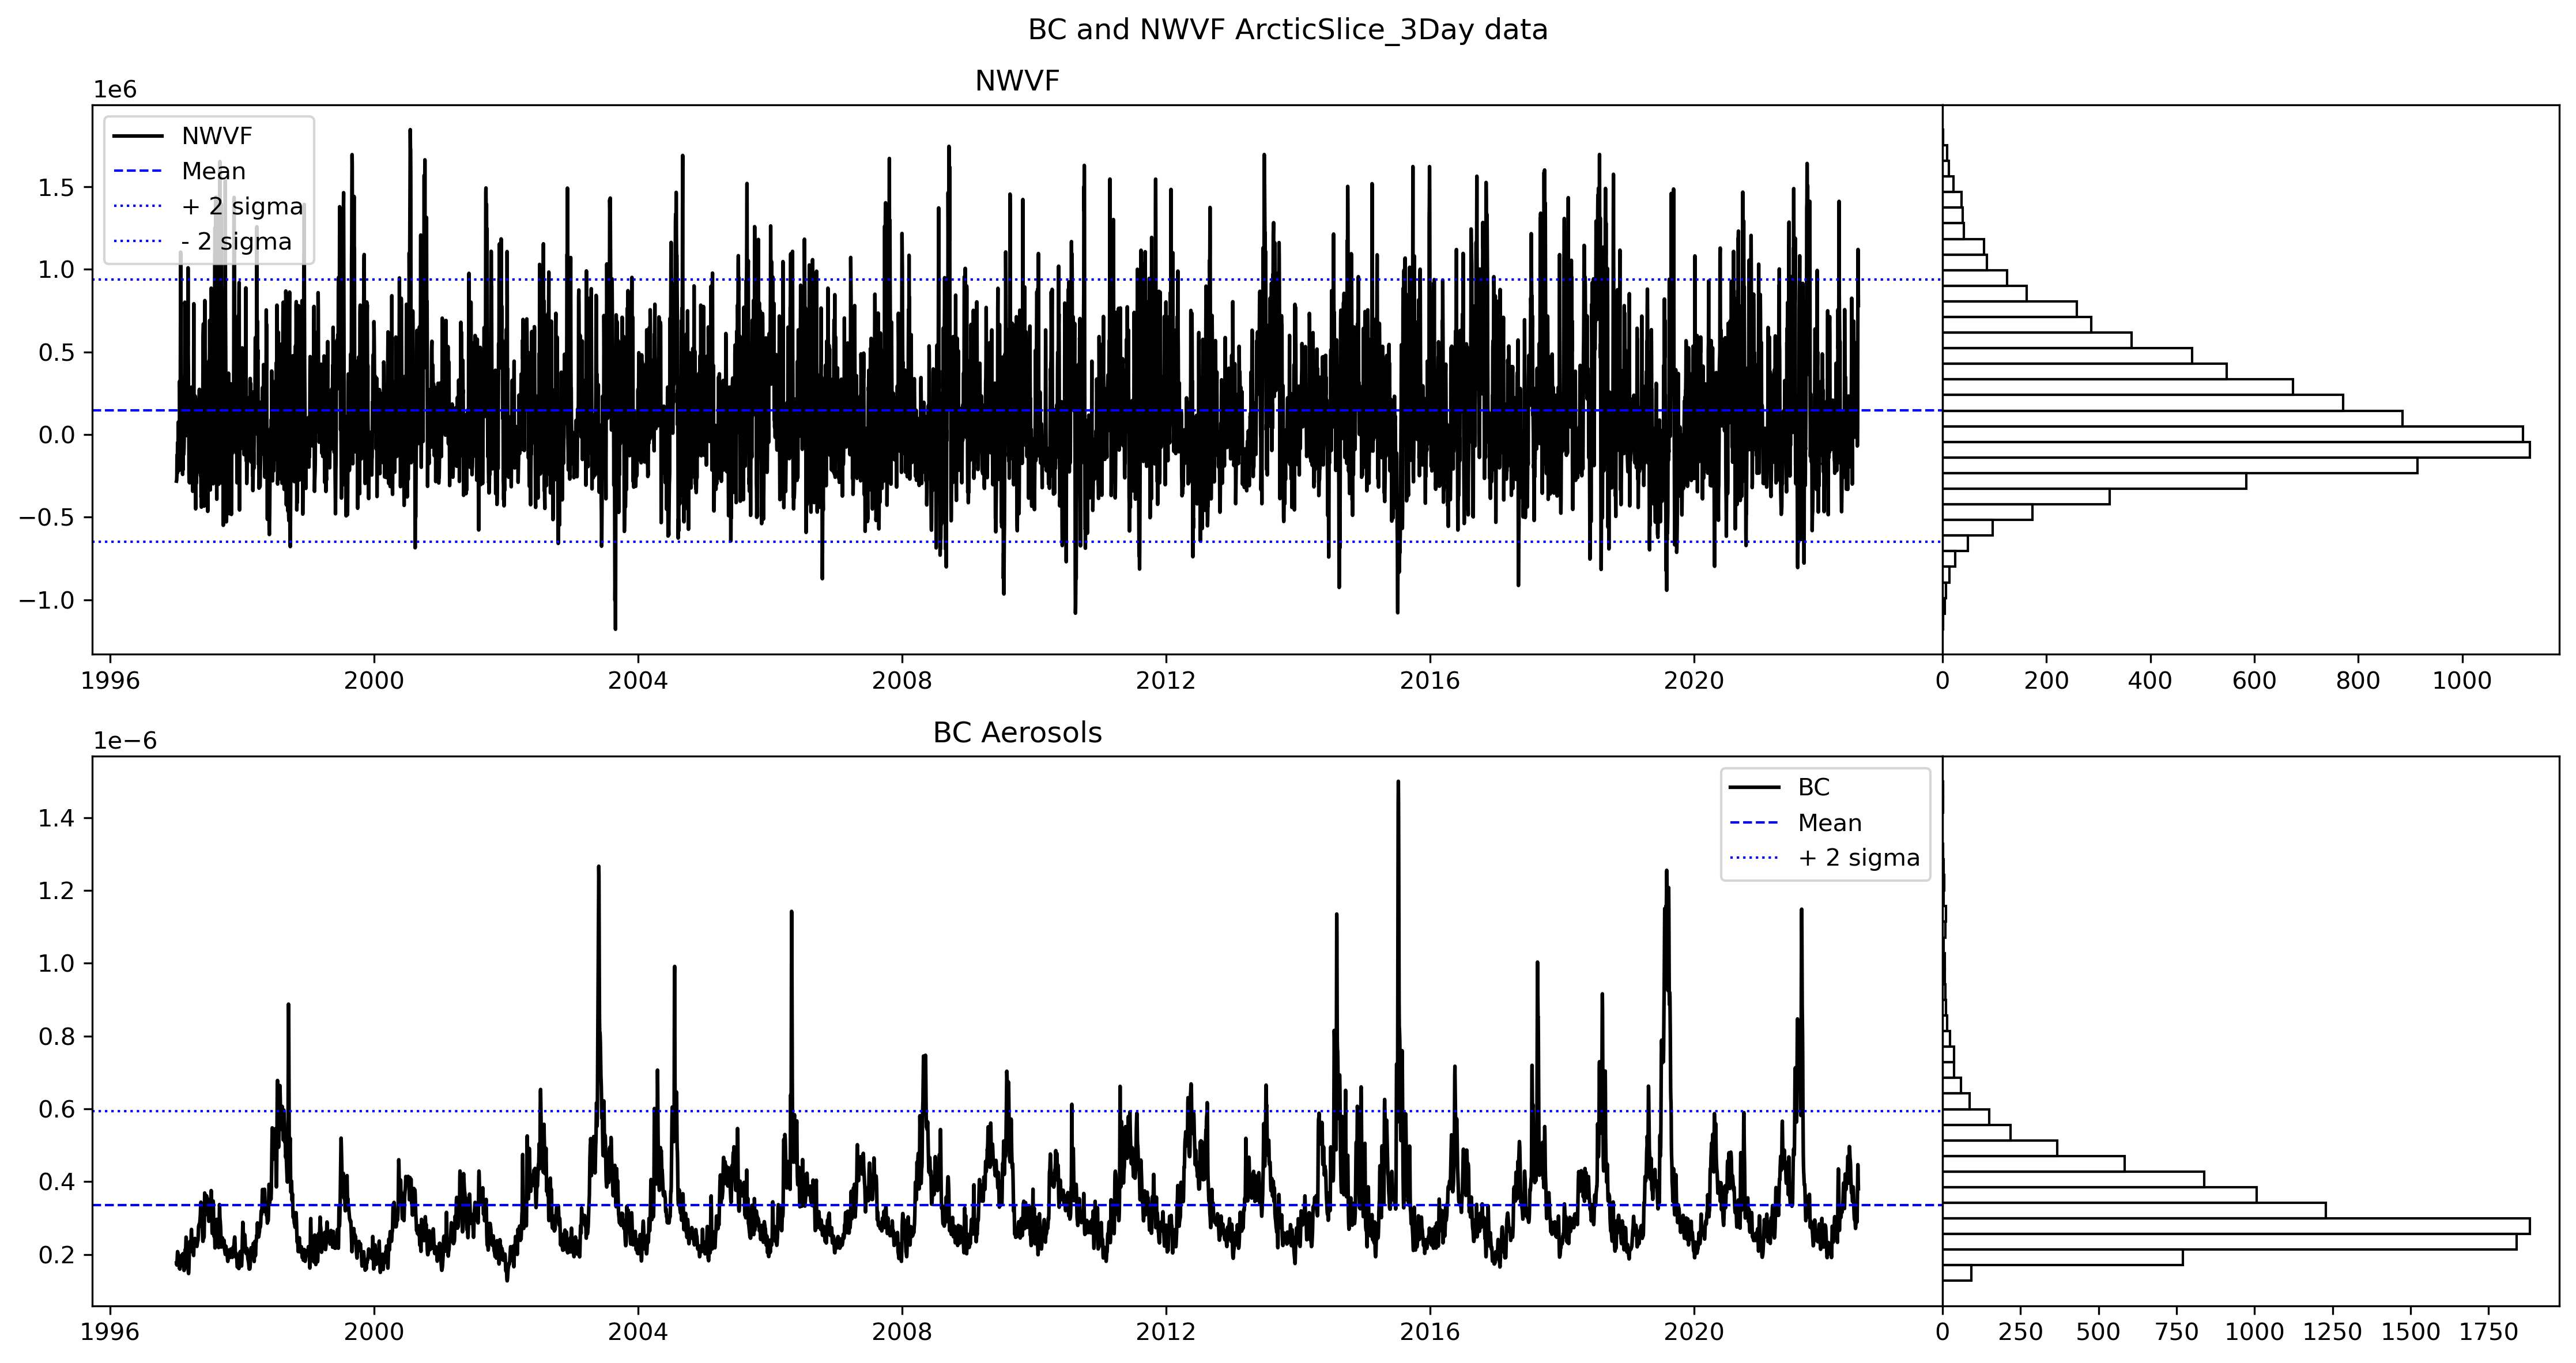 BC and NWVF ArcticSlice_3Day data
NWVF
1e6
NWVF
Mean
+ 2 sigma
- 2 sigma
1.5
1.0
0.5
0.0
−0.5
−1.0
1996 2000 2004 2008 2012 2016 2020 0 200 400 600 800 1000
BC Aerosols
1e−6
BC
Mean
+ 2 sigma
1.4
1.2
1.0
0.8
0.6
0.4
0.2
1996 2000 2004 2008 2012 2016 2020 0 250 500 750 1000 1250 1500 1750